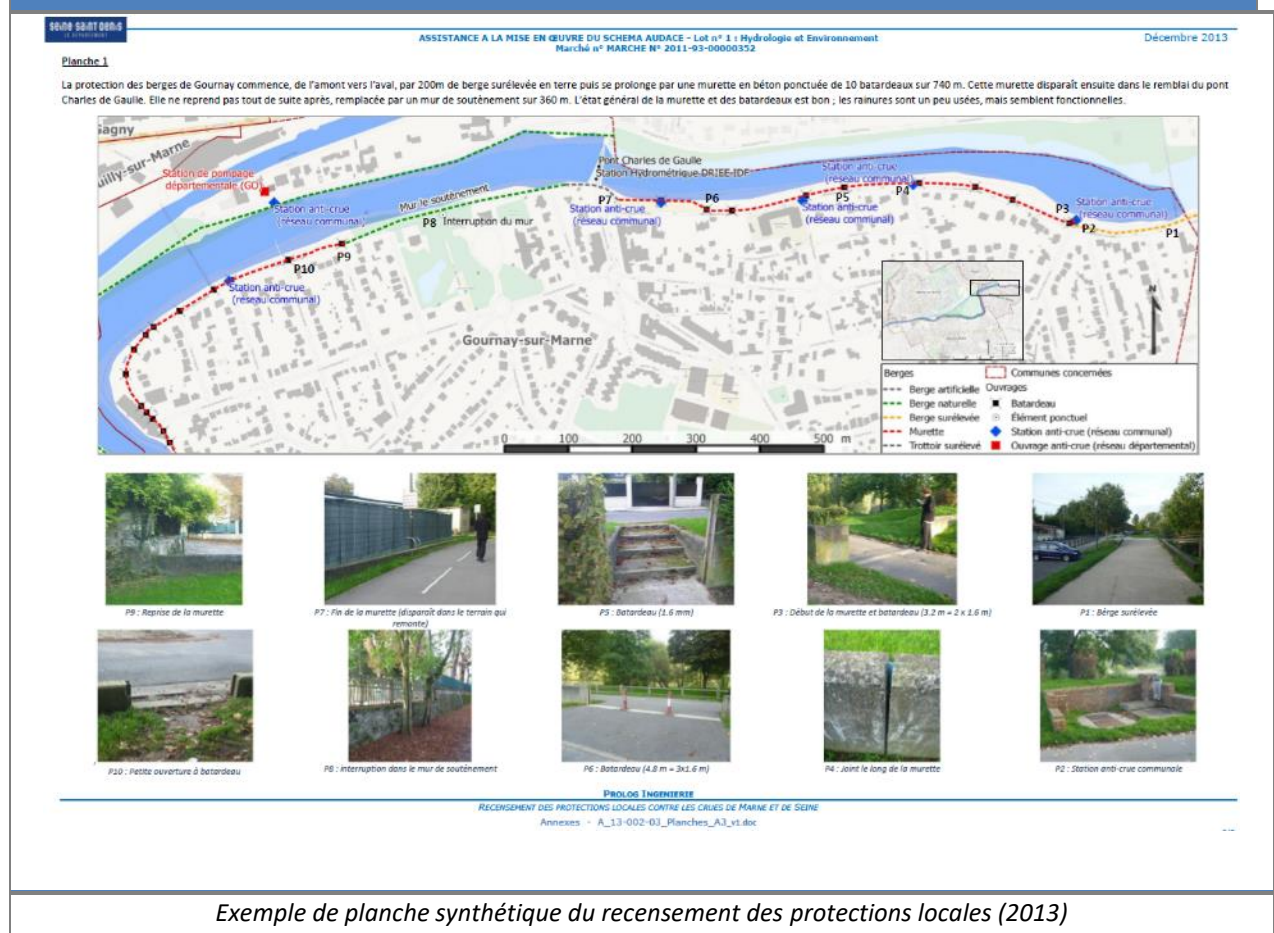 SEINE-SAINT-DENIS
LE DÉPARTEMENT
ASSISTANCE A LA MISE EN ŒUVRE DU SCHEMA AUDACE – Lot n° 1 : Hydrologie et Environnement
Marché n° MARCHE N° 2011-93-00000352
Décembre 2013
Planche 1
La protection des berges de Gournay commence, de l'amont vers l'aval, par 200m de berge surélevée en terre puis se prolonge par une murette en béton ponctuée de 10 batardeaux sur 740 m. Cette murette disparaît ensuite dans le remblai du pont
Charles de Gaulle. Elle ne reprend pas tout de suite après, remplacée par un mur de soutènement sur 360 m. L'état général de la murette et des batardeaux est bon ; les rainures sont un peu usées, mais semblent fonctionnelles.
Gagny
uilly-sur-Marne
Station de pompage
départementale (GO)
Station anti-crue
(réseau communal)
Mur de soutènement
P8 Interruption du mur
P9
P10
Station anti-crue
(réseau communal)
Pont Charles de Gaulle
Station Hydrométrique DRIEE-IDF
P7
Station anti-crue
(réseau communal)
P6
Station anti-crue
(réseau communal)
P5
P4
Station anti-crue
(réseau communal)
P3
Station anti-crue
(réseau communal)
P2
P1
Gournay-sur-Marne
N
0 100 200 300 400 500 m
Berges
Berge artificielle
Berge naturelle
Berge surélevée
Murette
Trottoir surélevé
Communes concernées
Ouvrages
Batardeau
Élément ponctuel
Station anti-crue (réseau communal)
Ouvrage anti-crue (réseau départemental)
P9 : Reprise de la murette
P7 : Fin de la murette (disparaît dans le terrain qui
remonte)
P5 : Batardeau (1.6 mm)
P3 : Début de la murette et batardeau (3.2 m = 2 x 1.6 m)
P1 : Berge surélevée
P10 : Petite ouverture à batardeau
P8 : interruption dans le mur de soutènement
P6 : Batardeau (4.8 m = 3x1.6 m)
P4 : Joint le long de la murette
P2 : Station anti-crue communale
PROLOG INGENIERIE
RECENSEMENT DES PROTECTIONS LOCALES CONTRE LES CRUES DE MARNE ET DE SEINE
Annexes - A_13-002-03_Planches_A3_v1.doc
Exemple de planche synthétique du recensement des protections locales (2013)